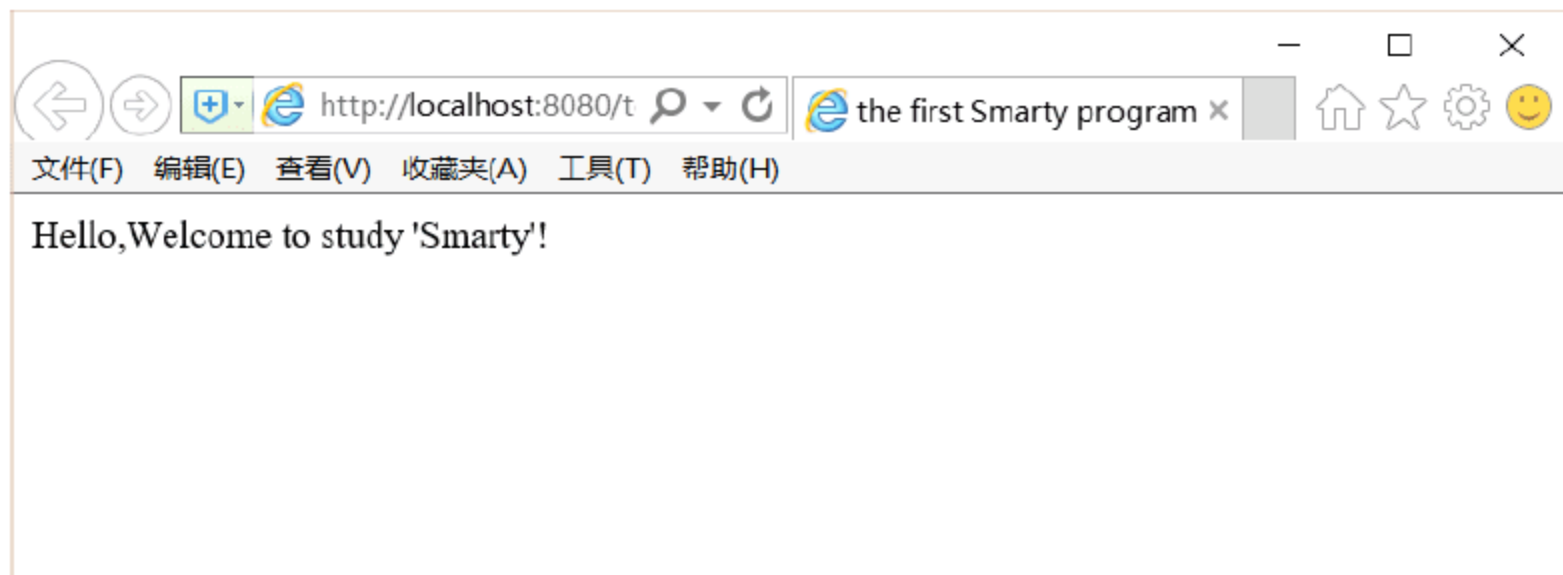 http://localhost:8080/t the first Smarty program
文件(F) 编辑(E) 查看(V) 收藏夹(A) 工具(T) 帮助(H)
Hello,Welcome to study 'Smarty'!